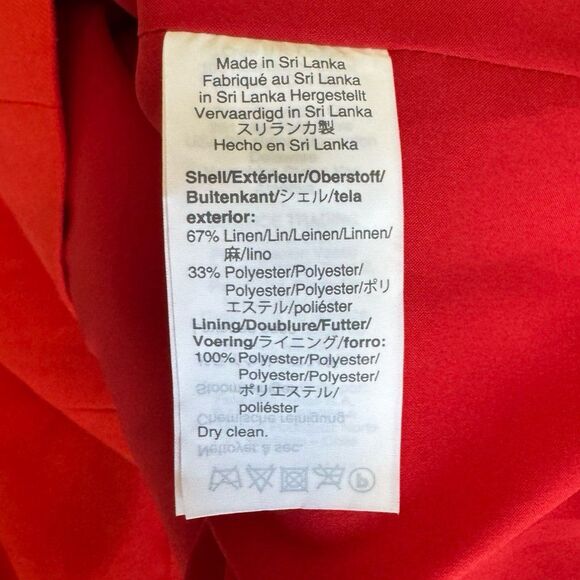 Made in Sri Lanka
Fabriqué au Sri Lanka
in Sri Lanka Hergestellt
Vervaardigd in Sri Lanka
スリランカ製
Hecho en Sri Lanka
Shell/Extérieur/Oberstoff/
Buitenkant/シェル/tela
exterior:
67% Linen/Lin/Leinen/Linnen/
麻/lino
33% Polyester/Polyester/
Polyester/Polyester/ポリ
エステル/poliéster
Lining/Doublure/Futter/
Voering/ライニング/forro:
100% Polyester/Polyester/
Polyester/Polyester/
ポリエステル/
poliéster
Dry clean.
Chemische reinigung
Nettoyer à sec.
P